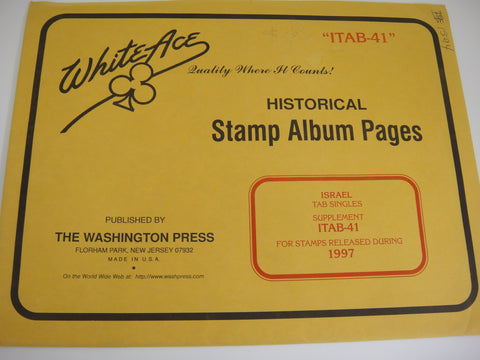 "ITAB-41"
White-Ace
Quality Where It Counts!
HISTORICAL
Stamp Album Pages
ISRAEL
TAB SINGLES
SUPPLEMENT
ITAB-41
FOR STAMPS RELEASED DURING
1997
PUBLISHED BY
THE WASHINGTON PRESS
FLORHAM PARK, NEW JERSEY 07932
MADE IN U.S.A.
On the World Wide Web at: http://www.washpress.com